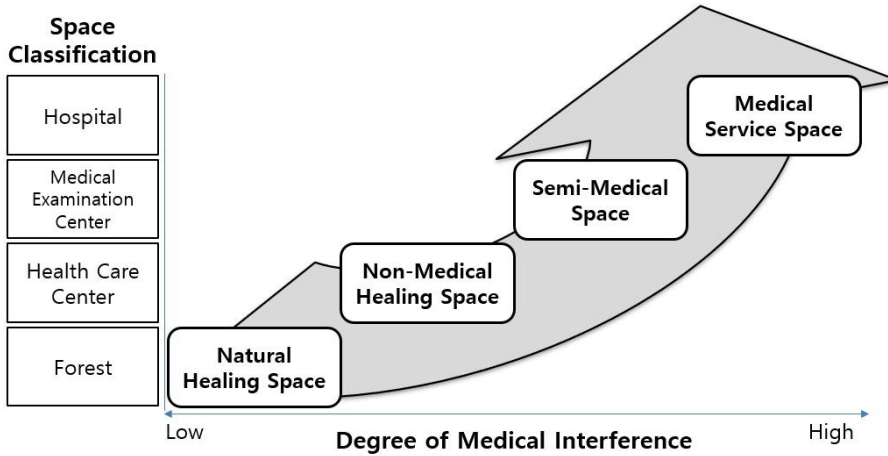 Space
Classification
Hospital
Medical
Examination
Center
Health Care
Center
Forest
Medical
Service Space
Semi-Medical
Space
Non-Medical
Healing Space
Natural
Healing Space
Low
Degree of Medical Interference
High